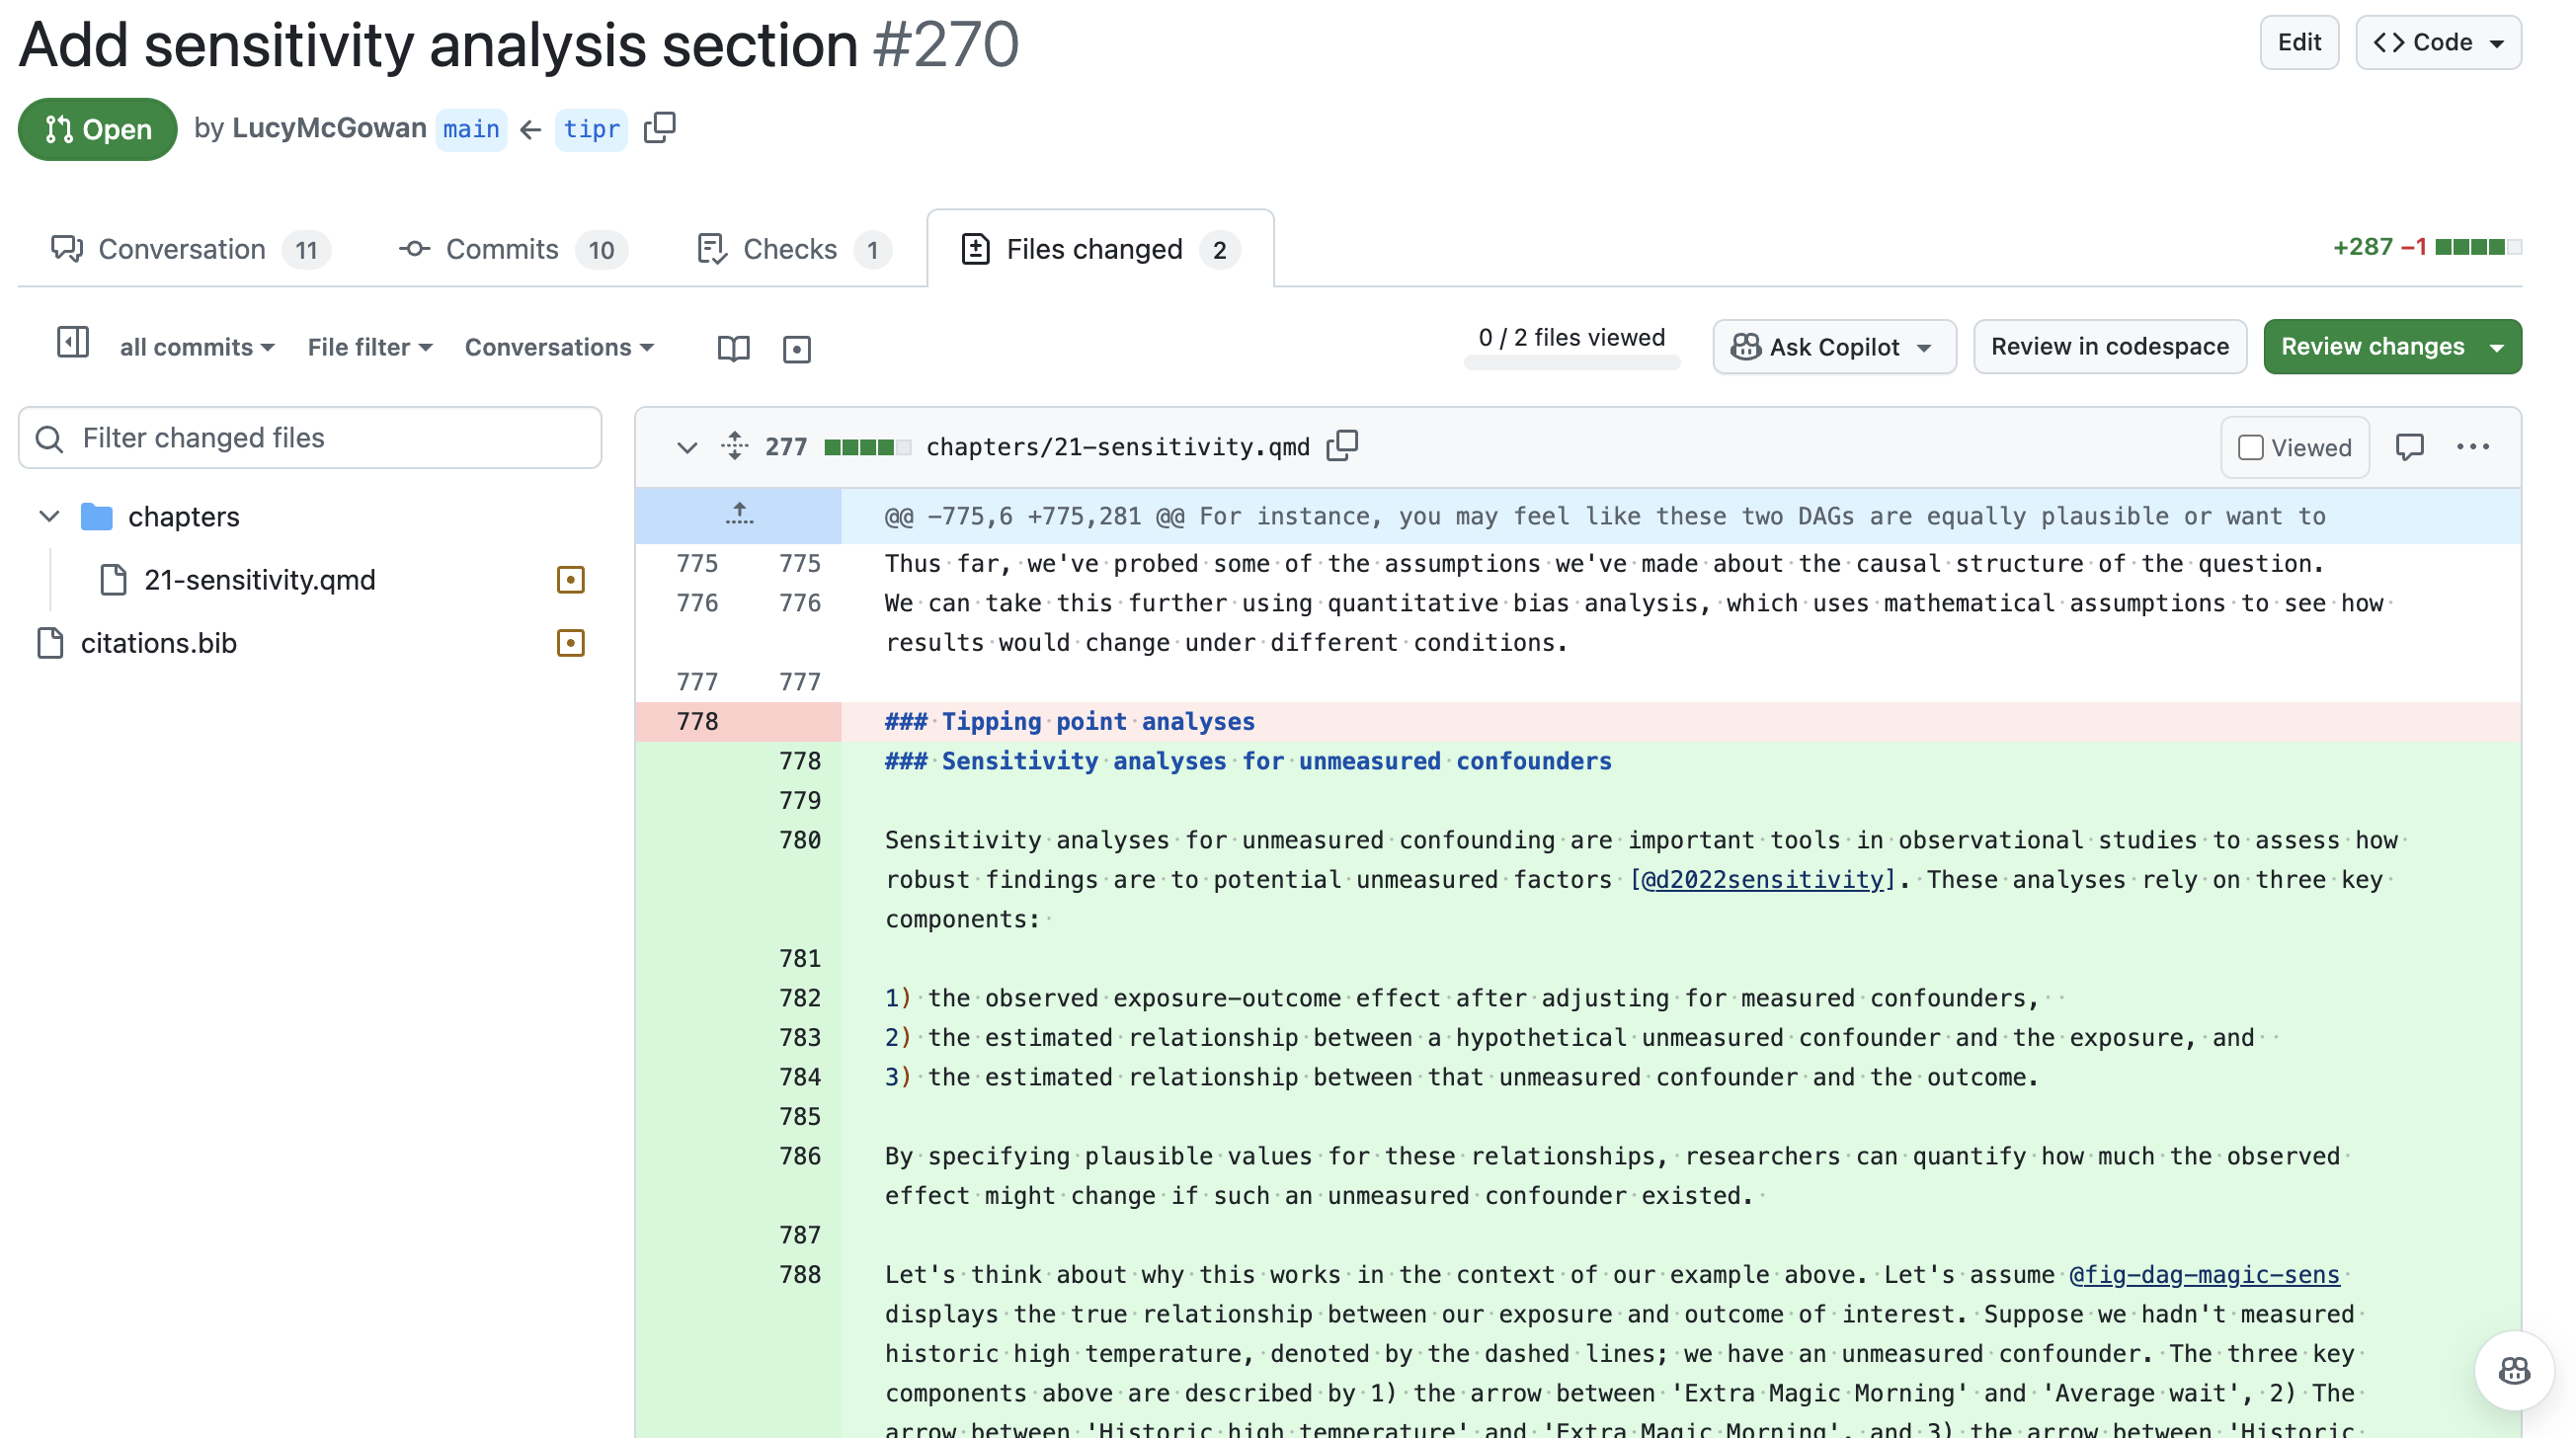 Add sensitivity analysis section #270
Edit
Code
Open
by LucyMcGowan main ← tipr
Conversation 11
Commits 10
Checks 1
Files changed 2
+287 −1
all commits
File filter
Conversations
0 / 2 files viewed
Ask Copilot
Review in codespace
Review changes
Filter changed files
chapters
21-sensitivity.qmd
citations.bib
277 chapters/21-sensitivity.qmd
Viewed
@@ -775,6 +775,281 @@ For instance, you may feel like these two DAGs are equally plausible or want to
775 775 Thus far, we've probed some of the assumptions we've made about the causal structure of the question.
776 776 We can take this further using quantitative bias analysis, which uses mathematical assumptions to see how
results would change under different conditions.
777 777
778 ### Tipping point analyses
778 ### Sensitivity analyses for unmeasured confounders
779
780 Sensitivity analyses for unmeasured confounding are important tools in observational studies to assess how
robust findings are to potential unmeasured factors [@d2022sensitivity]. These analyses rely on three key
components:
781
782 1) the observed exposure-outcome effect after adjusting for measured confounders,
783 2) the estimated relationship between a hypothetical unmeasured confounder and the exposure, and
784 3) the estimated relationship between that unmeasured confounder and the outcome.
785
786 By specifying plausible values for these relationships, researchers can quantify how much the observed
effect might change if such an unmeasured confounder existed.
787
788 Let's think about why this works in the context of our example above. Let's assume @fig-dag-magic-sens
displays the true relationship between our exposure and outcome of interest. Suppose we hadn't measured
historic high temperature, denoted by the dashed lines; we have an unmeasured confounder. The three key
components above are described by 1) the arrow between 'Extra Magic Morning' and 'Average wait', 2) The
arrow between 'Historic high temperature' and 'Extra Magic Morning', and 3) the arrow between 'Historic